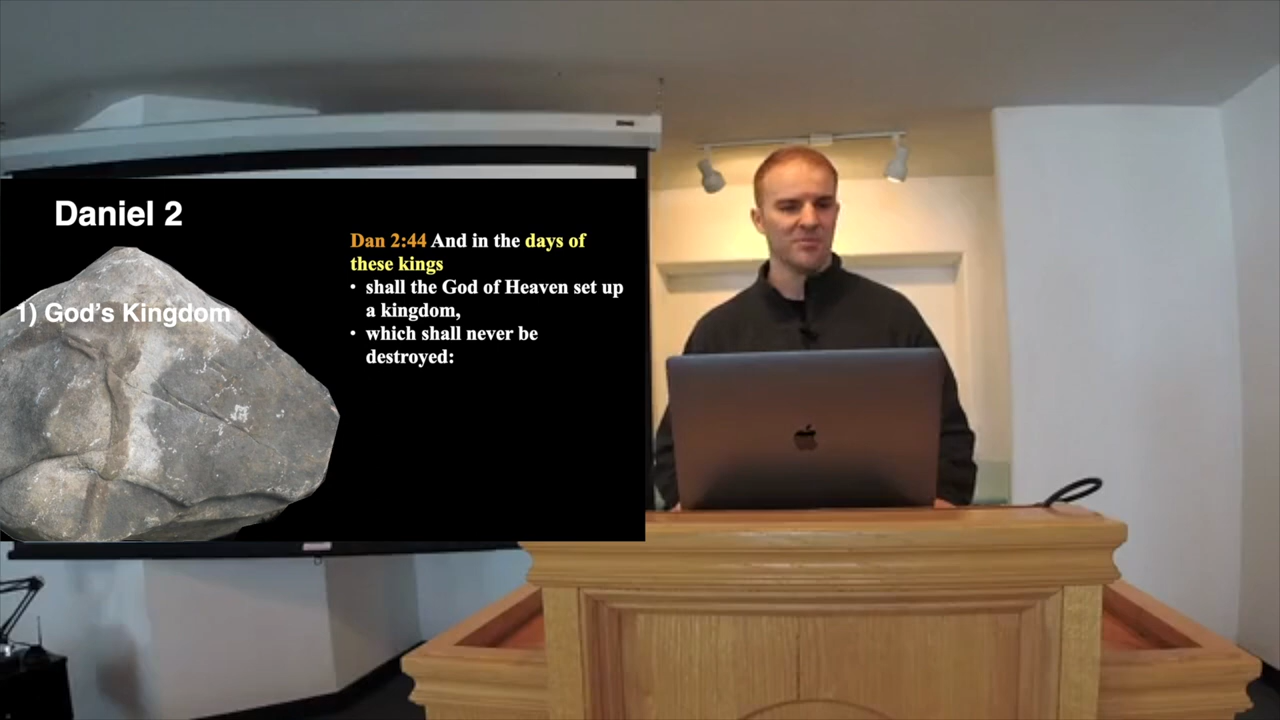 Daniel 2
1) God's Kingdom
Dan 2:44 And in the days of
these kings
• shall the God of Heaven set up
a kingdom,
• which shall never be
destroyed: